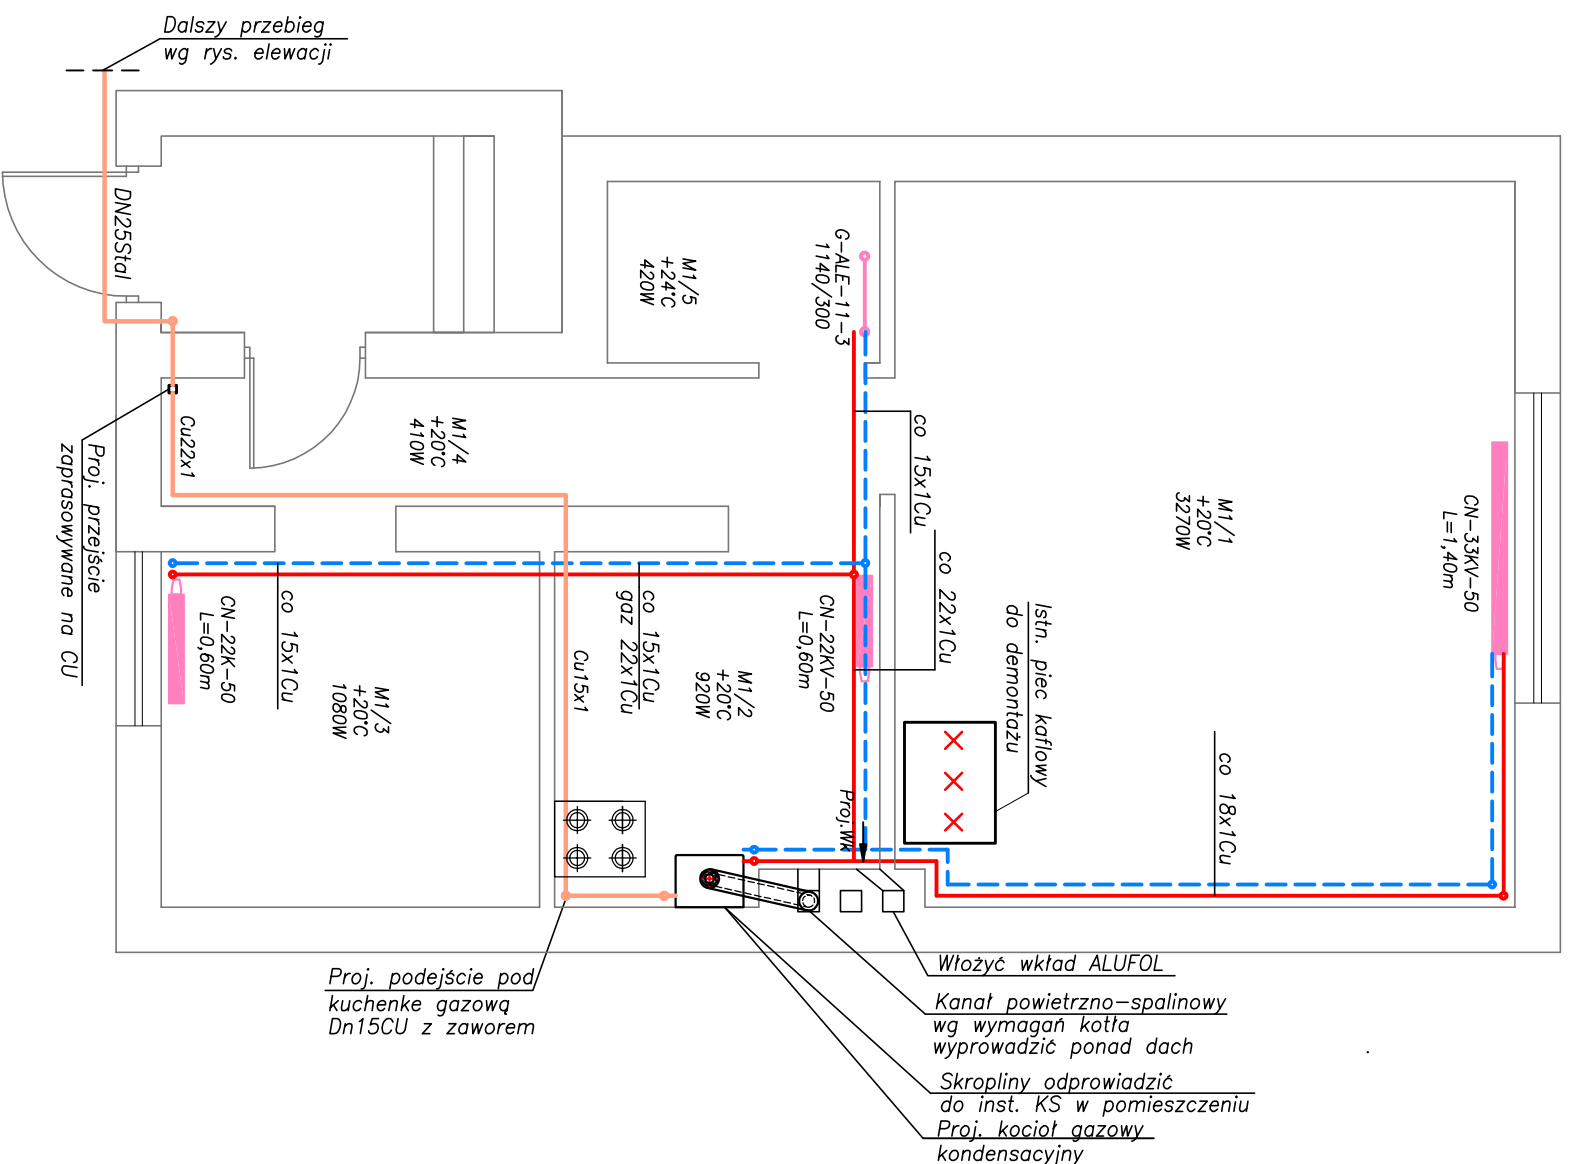 Dalszy przebieg
wg rys. elewacji
DN25Stal
M1/5
+24°C
420W
G-ALE-11-3
1140/300
Cu22x1
Proj. przejście
zaprasowywane na CU
M1/4
+20°C
410W
co 15x1Cu
co 22x1Cu
M1/1
+20°C
3270W
CN-33KV-50
L=1,40m
CN-22K-50
L=0,60m
co 15x1Cu
M1/3
+20°C
1080W
Cu15x1
co 15x1Cu
gaz 22x1Cu
M1/2
+20°C
920W
CN-22KV-50
L=0,60m
Istn. piec kaflowy
do demontażu
Proj.Wk
co 18x1Cu
Proj. podejście pod
kuchenke gazową
Dn15CU z zaworem
Włożyć wkład ALUFOL
Kanał powietrzno-spalinowy
wg wymagań kotła
wyprowadzić ponad dach
Skropliny odprowiadzić
do inst. KS w pomieszczeniu
Proj. kocioł gazowy
kondensacyjny